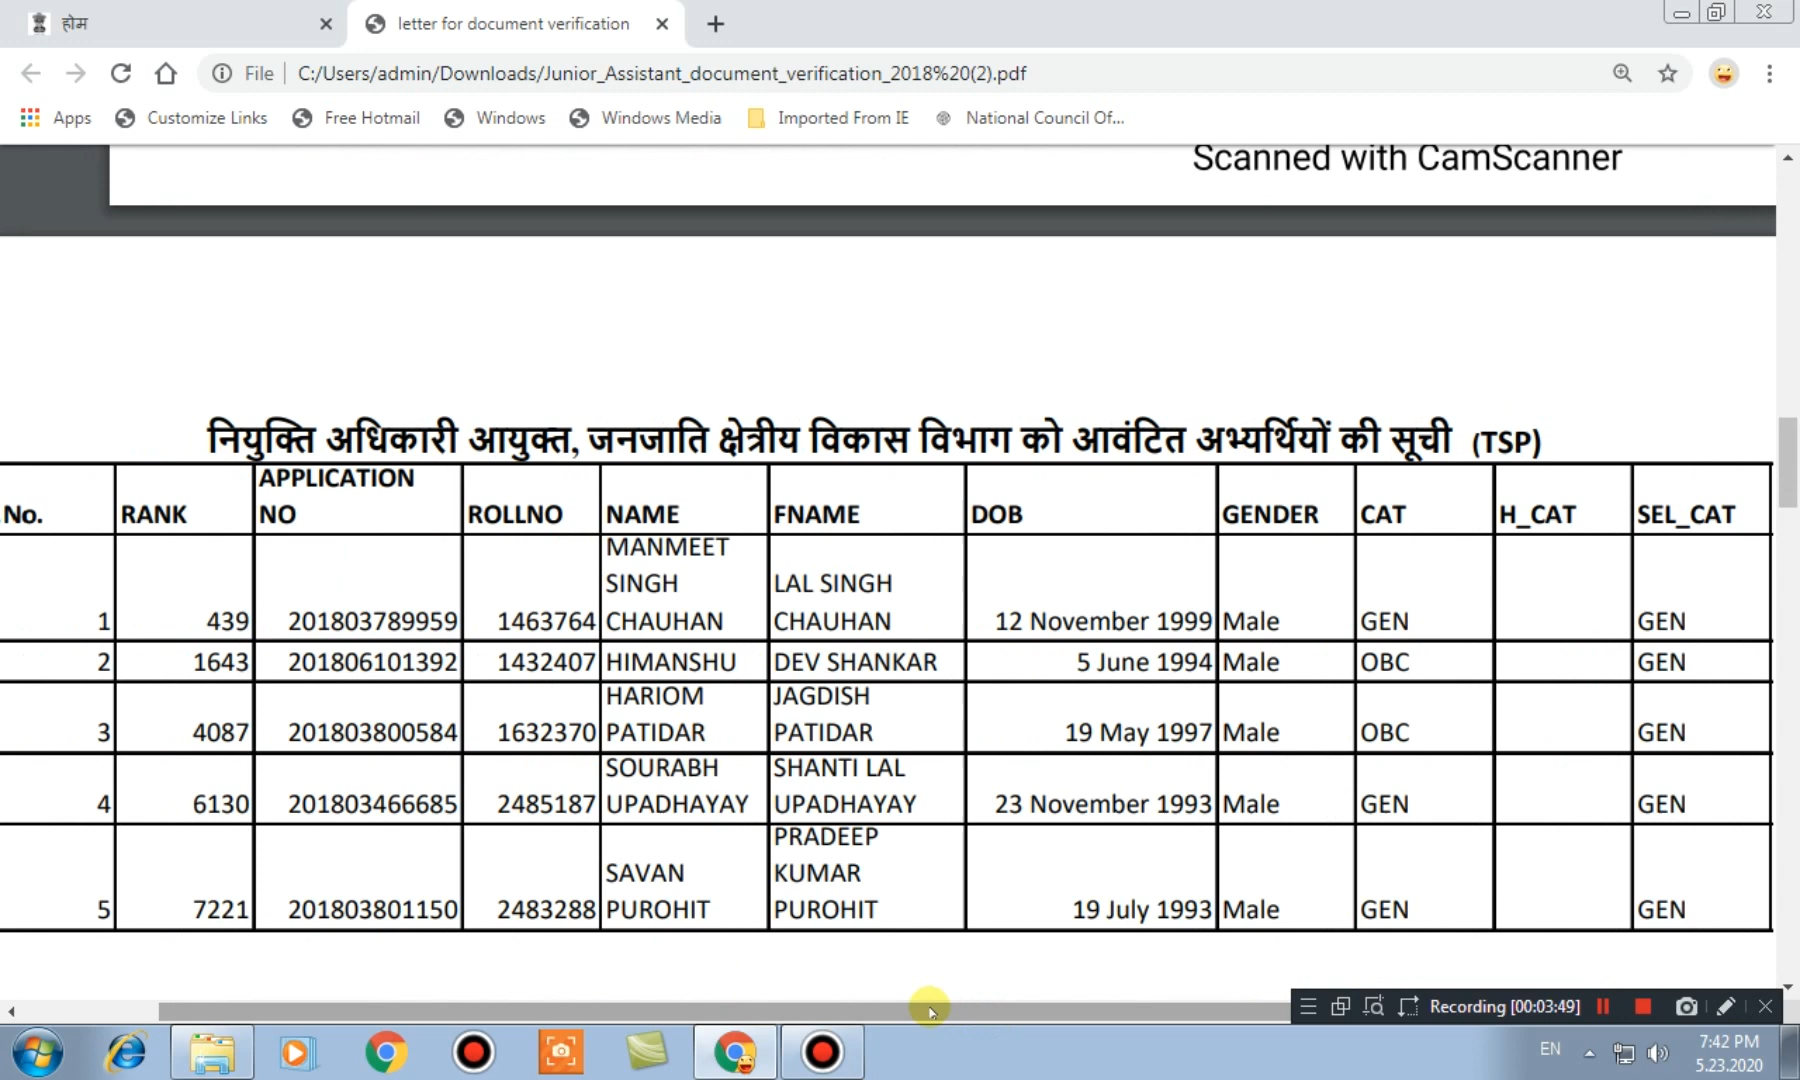 होम
letter for document verification
File
C:/Users/admin/Downloads/Junior_Assistant_document_verification_2018%20(2).pdf
Apps
Customize Links
Free Hotmail
Windows
Windows Media
Imported From IE
National Council Of...
Scanned with CamScanner
नियुक्ति अधिकारी आयुक्त, जनजाति क्षेत्रीय विकास विभाग को आवंटित अभ्यर्थियों की सूची (TSP)
.No. RANK APPLICATION NO ROLLNO NAME FNAME DOB GENDER CAT H_CAT SEL_CAT
1 439 201803789959 1463764 MANMEET SINGH CHAUHAN LAL SINGH CHAUHAN 12 November 1999 Male GEN GEN
2 1643 201806101392 1432407 HIMANSHU DEV SHANKAR 5 June 1994 Male OBC GEN
3 4087 201803800584 1632370 HARIOM PATIDAR JAGDISH PATIDAR 19 May 1997 Male OBC GEN
4 6130 201803466685 2485187 SOURABH UPADHAYAY SHANTI LAL UPADHAYAY 23 November 1993 Male GEN GEN
5 7221 201803801150 2483288 SAVAN PUROHIT PRADEEP KUMAR PUROHIT 19 July 1993 Male GEN GEN
Recording [00:03:49]
EN
7:42 PM
5.23.2020